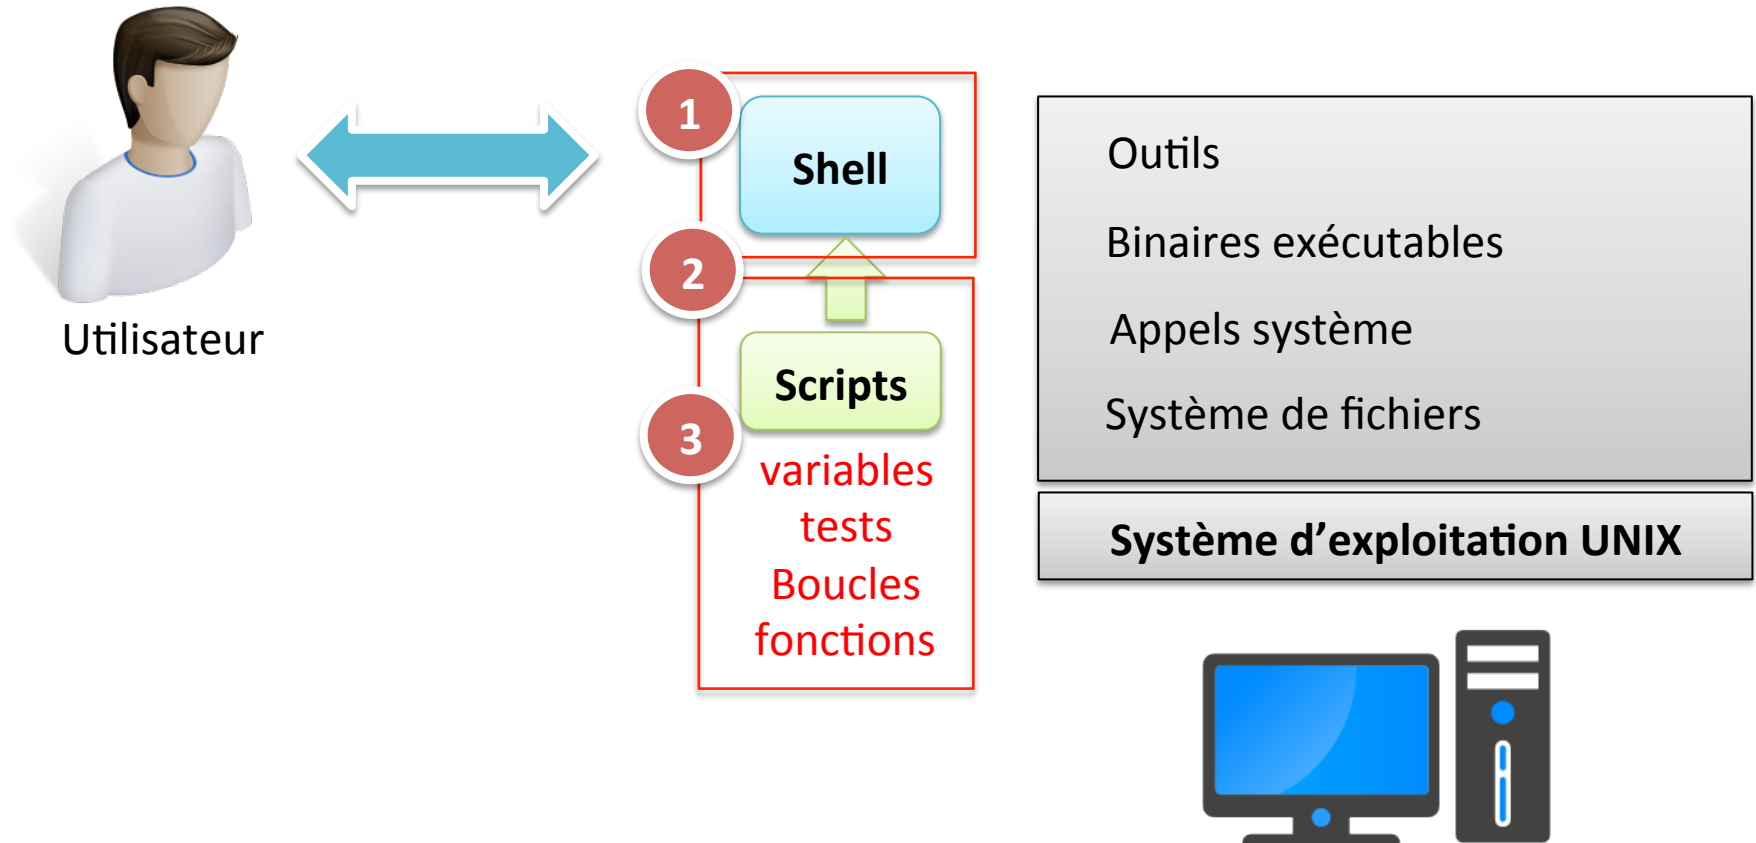 Utilisateur
1
Shell
2
Scripts
3
variables
tests
Boucles
fonctions
Outils
Binaires exécutables
Appels système
Système de fichiers
Système d’exploitation UNIX